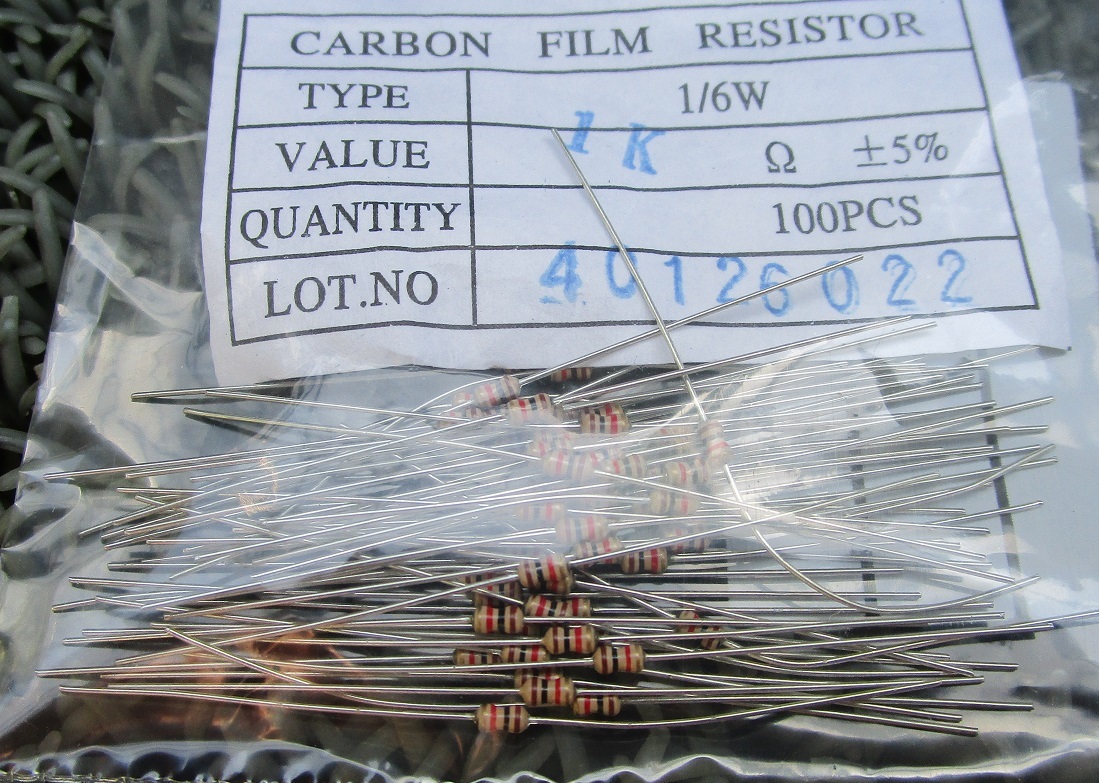 CARBON FILM RESISTOR
TYPE 1/6W
VALUE 1K Ω ±5%
QUANTITY 100PCS
LOT.NO 40126022